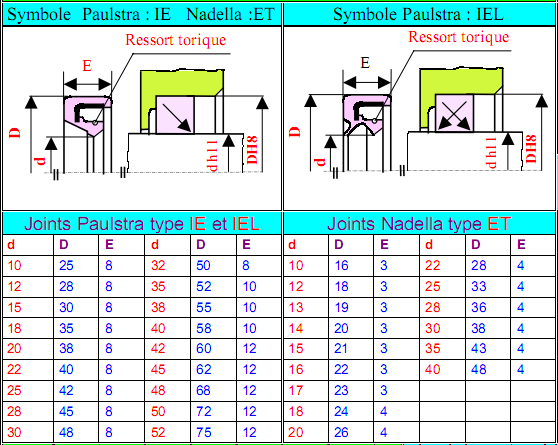 Symbole Paulstra : IE Nadella :ET
Ressort torique
E
D
d
d h11
DH8
Symbole Paulstra : IEL
Ressort torique
E
D
d
d h11
DH8
Joints Paulstra type IE et IEL
d D E d D E
10 25 8 32 50 8
12 28 8 35 52 10
15 30 8 38 55 10
18 35 8 40 58 10
20 38 8 42 60 12
22 40 8 45 62 12
25 42 8 48 68 12
28 45 8 50 72 12
30 48 8 52 75 12
Joints Nadella type ET
d D E d D E
10 16 3 22 28 4
12 18 3 25 33 4
13 19 3 28 36 4
14 20 3 30 38 4
15 21 3 35 43 4
16 22 3 40 48 4
17 23 3
18 24 4
20 26 4